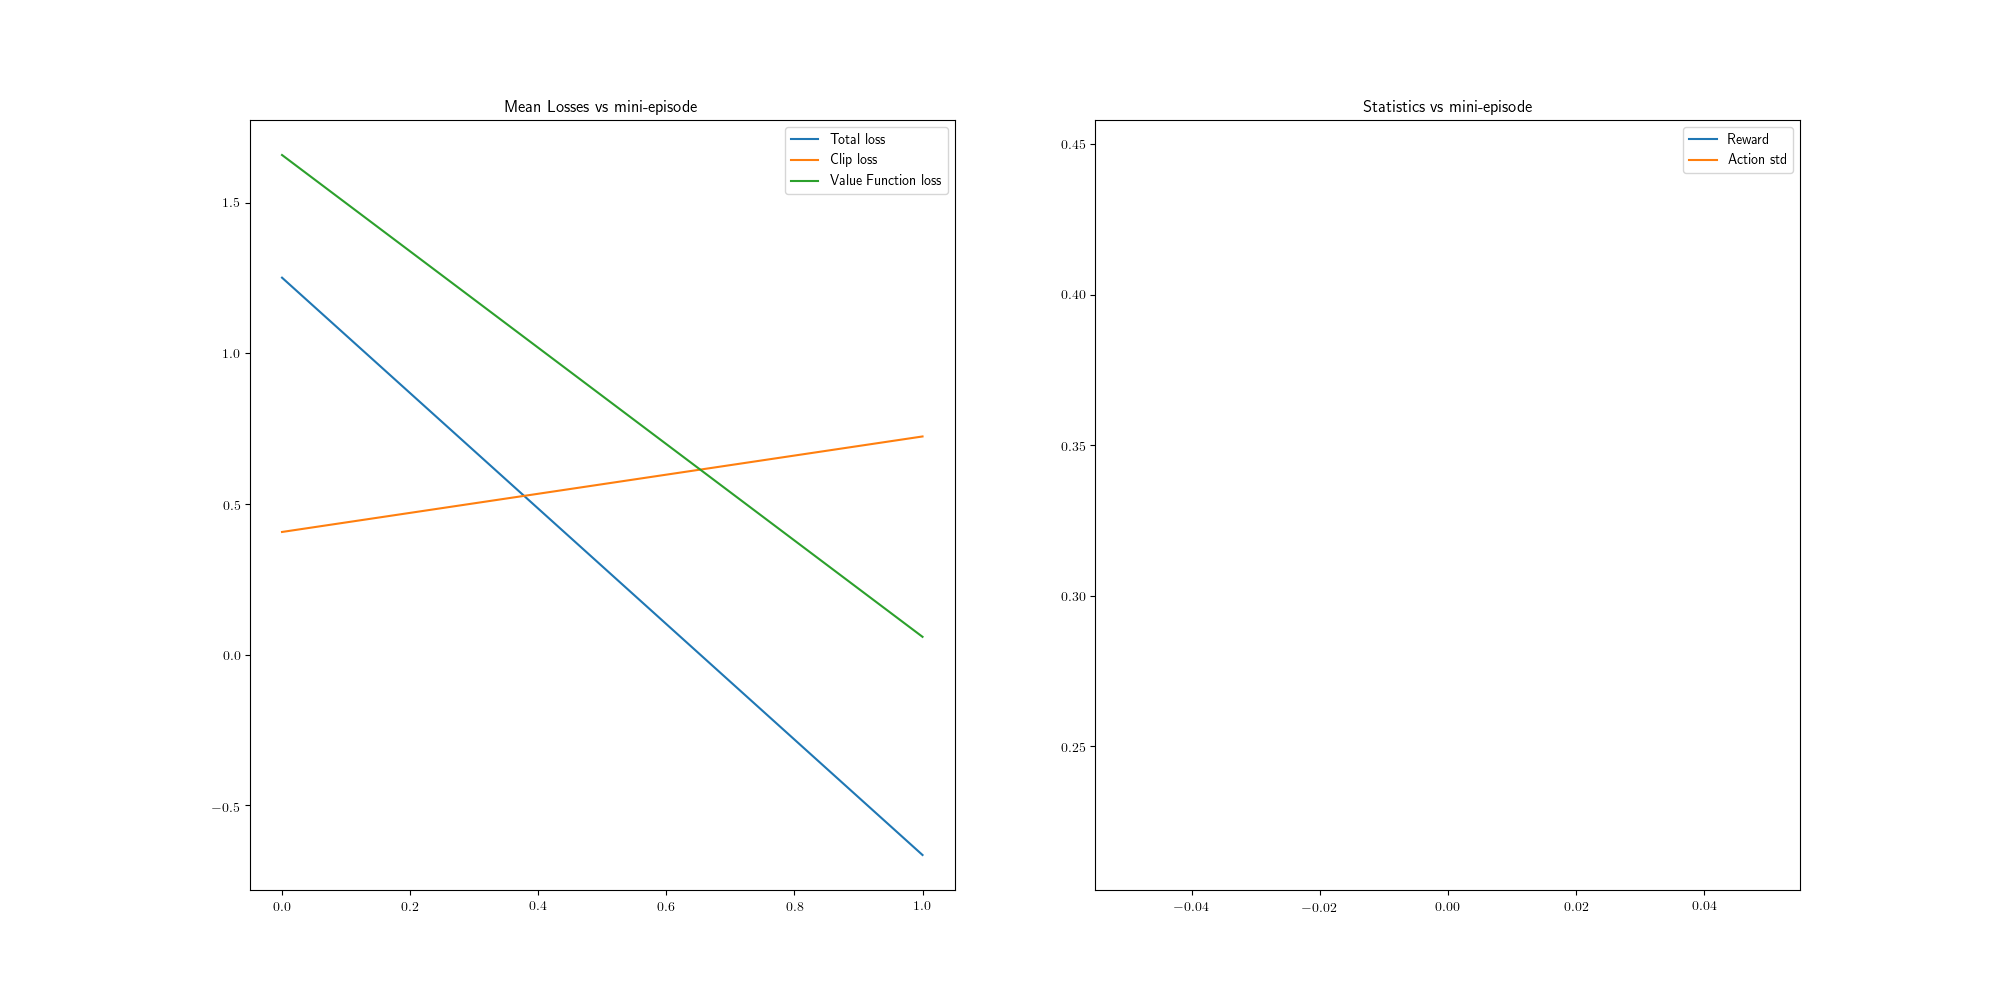 Mean Losses vs mini-episode
Total loss
Clip loss
Value Function loss
1.5
1.0
0.5
0.0
−0.5
0.0 0.2 0.4 0.6 0.8 1.0
Statistics vs mini-episode
Reward
Action std
0.45
0.40
0.35
0.30
0.25
−0.04 −0.02 0.00 0.02 0.04